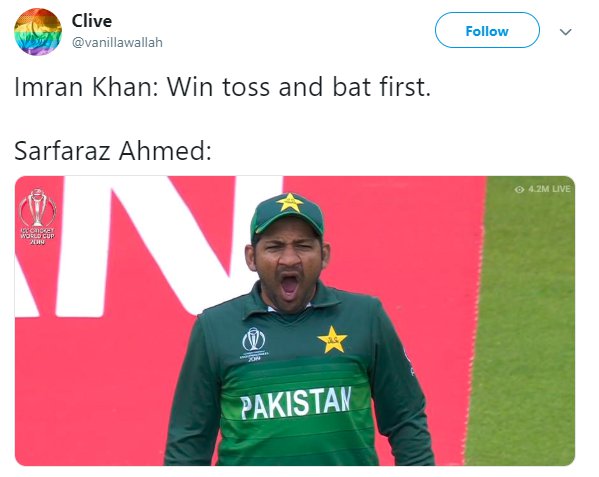 Clive
@vanillawallah
Follow
Imran Khan: Win toss and bat first.
Sarfaraz Ahmed:
ICC CRICKET
WORLD CUP
2019
4.2M LIVE
2019
PAKISTAN